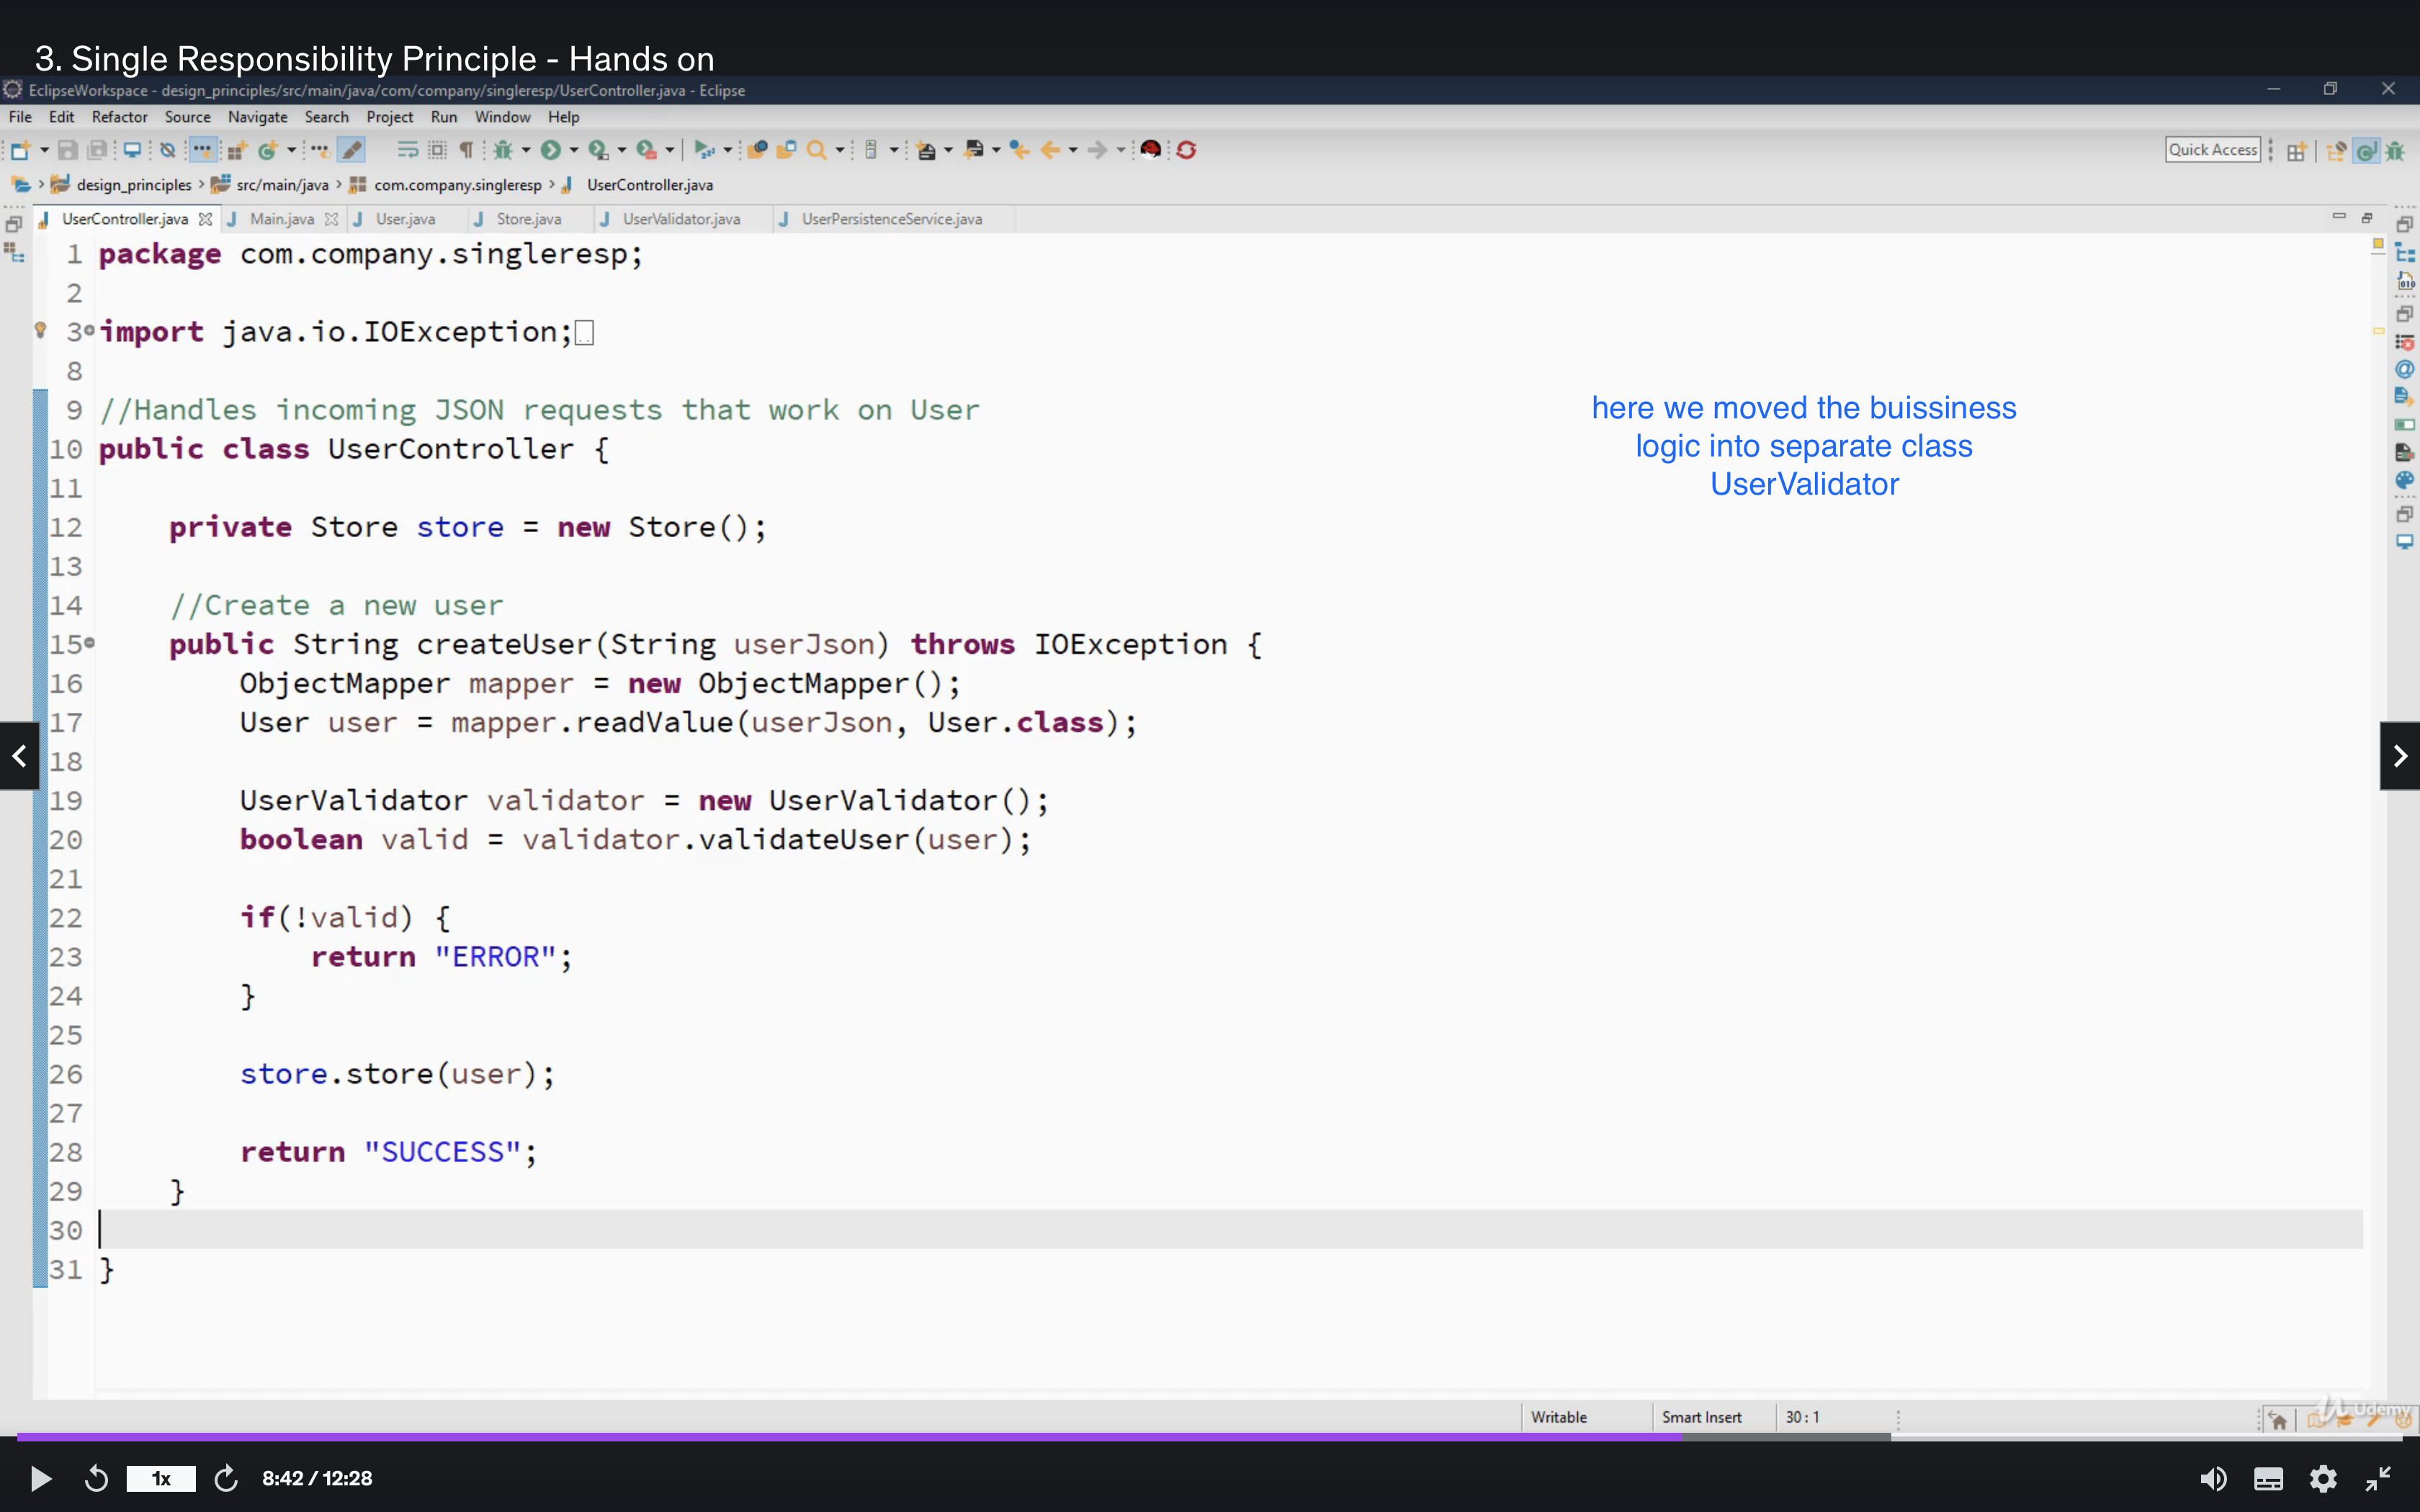 3. Single Responsibility Principle - Hands on
EclipseWorkspace - design_principles/src/main/java/com/company/singleresp/UserController.java - Eclipse
File Edit Refactor Source Navigate Search Project Run Window Help
Quick Access
design_principles src/main/java com.company.singleresp UserController.java
UserController.java Main.java User.java Store.java UserValidator.java UserPersistenceService.java
1 package com.company.singleresp;
2
3 import java.io.IOException;
8
9 //Handles incoming JSON requests that work on User
10 public class UserController {
11
12 private Store store = new Store();
13
14 //Create a new user
15 public String createUser(String userJson) throws IOException {
16 ObjectMapper mapper = new ObjectMapper();
17 User user = mapper.readValue(userJson, User.class);
18
19 UserValidator validator = new UserValidator();
20 boolean valid = validator.validateUser(user);
21
22 if(!valid) {
23 return "ERROR";
24 }
25
26 store.store(user);
27
28 return "SUCCESS";
29 }
30
31 }
here we moved the buissiness
logic into separate class
UserValidator
Writable Smart Insert 30 : 1
Udemy
1x 8:42 / 12:28